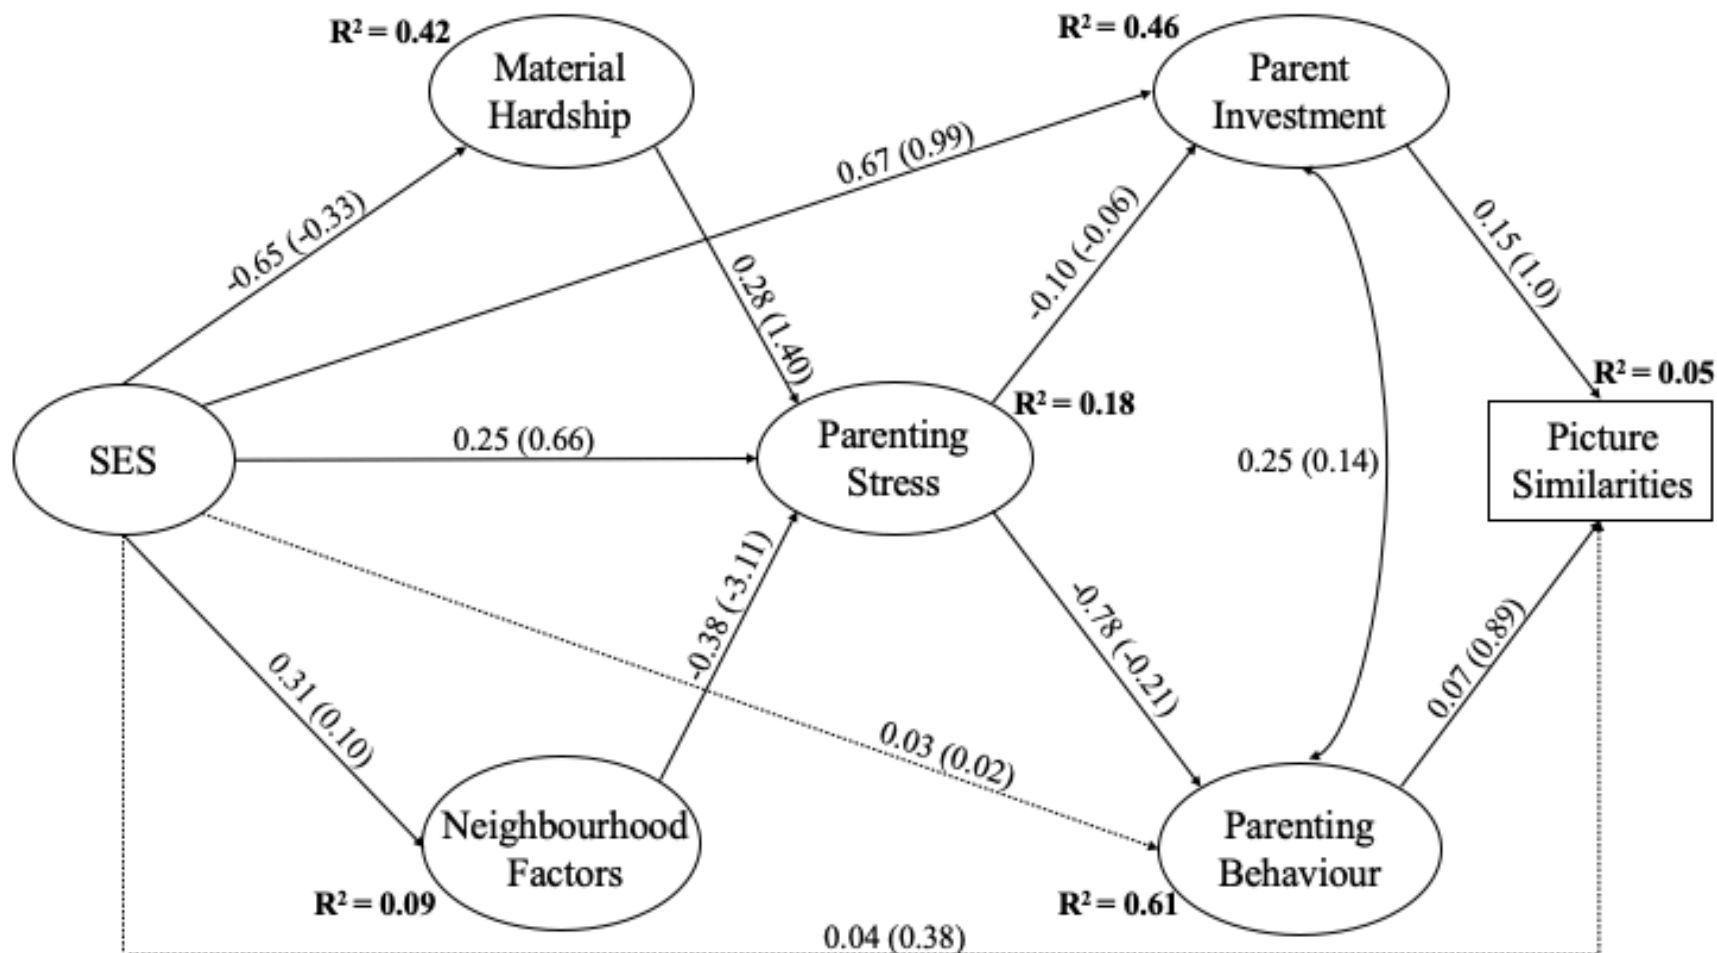 R² = 0.42
Material
Hardship
R² = 0.46
Parent
Investment
0.67 (0.99)
-0.65 (-0.33)
0.28 (1.40)
-0.10 (-0.06)
0.15 (1.0)
R² = 0.05
R² = 0.18
SES
0.25 (0.66)
Parenting
Stress
0.25 (0.14)
Picture
Similarities
-0.38 (-3.11)
-0.78 (-0.21)
0.07 (0.89)
0.31 (0.10)
0.03 (0.02)
Neighbourhood
Factors
R² = 0.09
Parenting
Behaviour
R² = 0.61
0.04 (0.38)